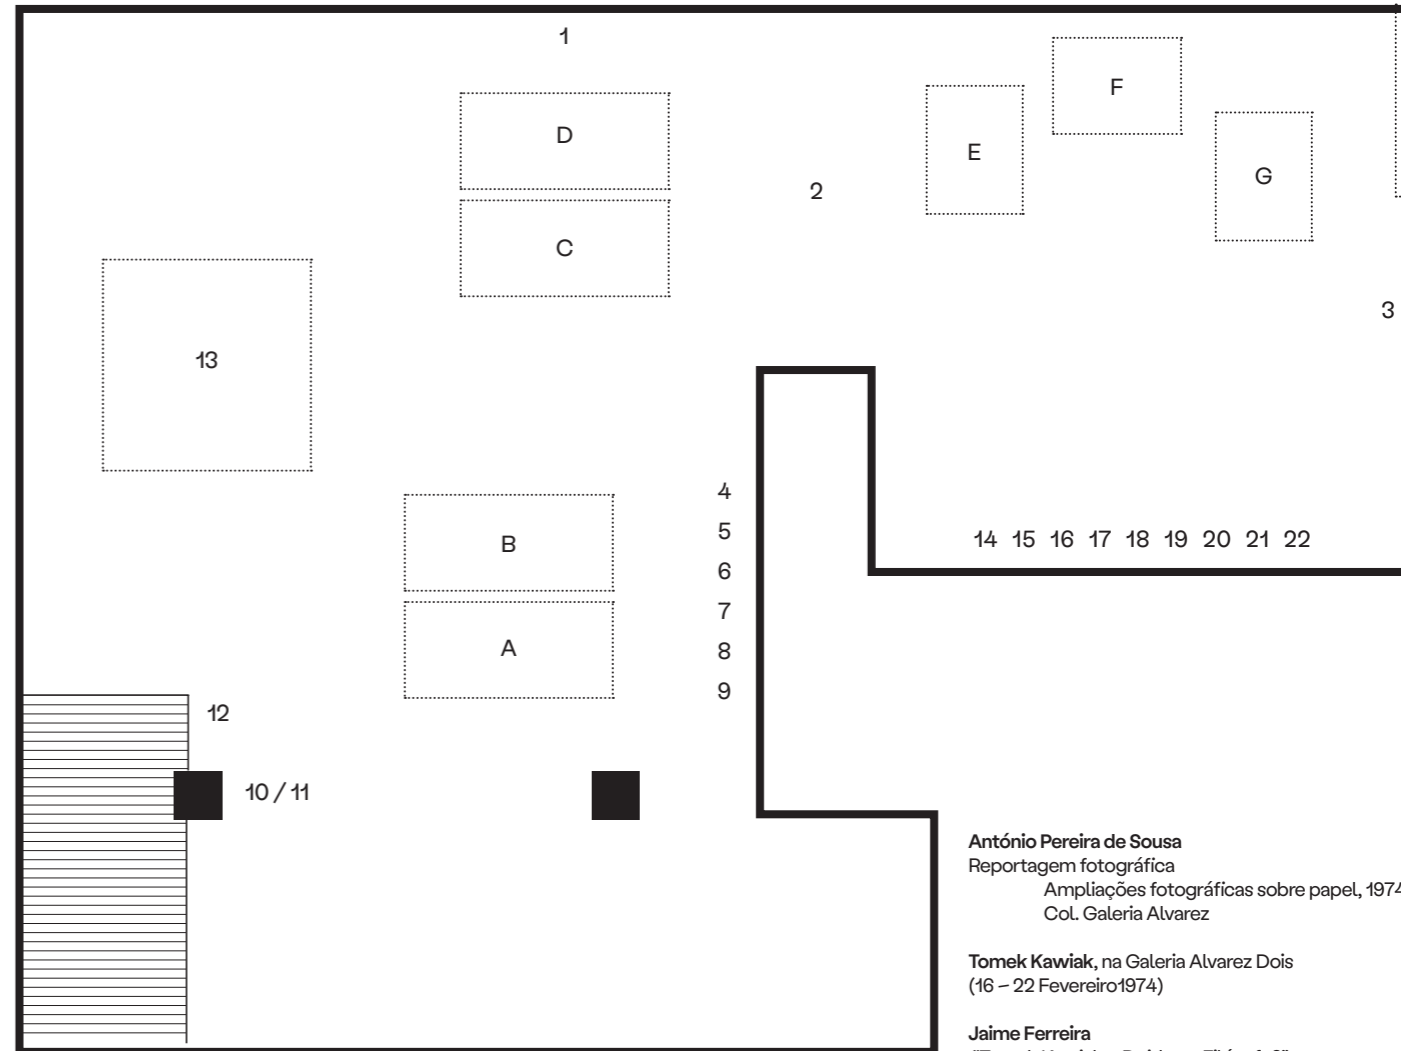 1
D
F
E
G
2
C
3
13
4
5
6
7
8
9
B
14 15 16 17 18 19 20 21 22
A
12
10 / 11
António Pereira de Sousa
Reportagem fotográfica
Ampliações fotográficas sobre papel, 1974
Col. Galeria Alvarez
Tomek Kawiak, na Galeria Alvarez Dois
(16 – 22 Fevereiro1974)
Jaime Ferreira